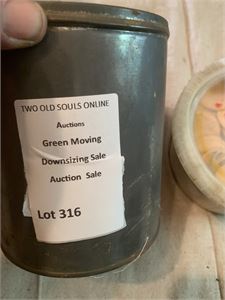 TWO OLD SOULS ONLINE
Auctions
Green Moving
Downsizing Sale
Auction Sale
Lot 316